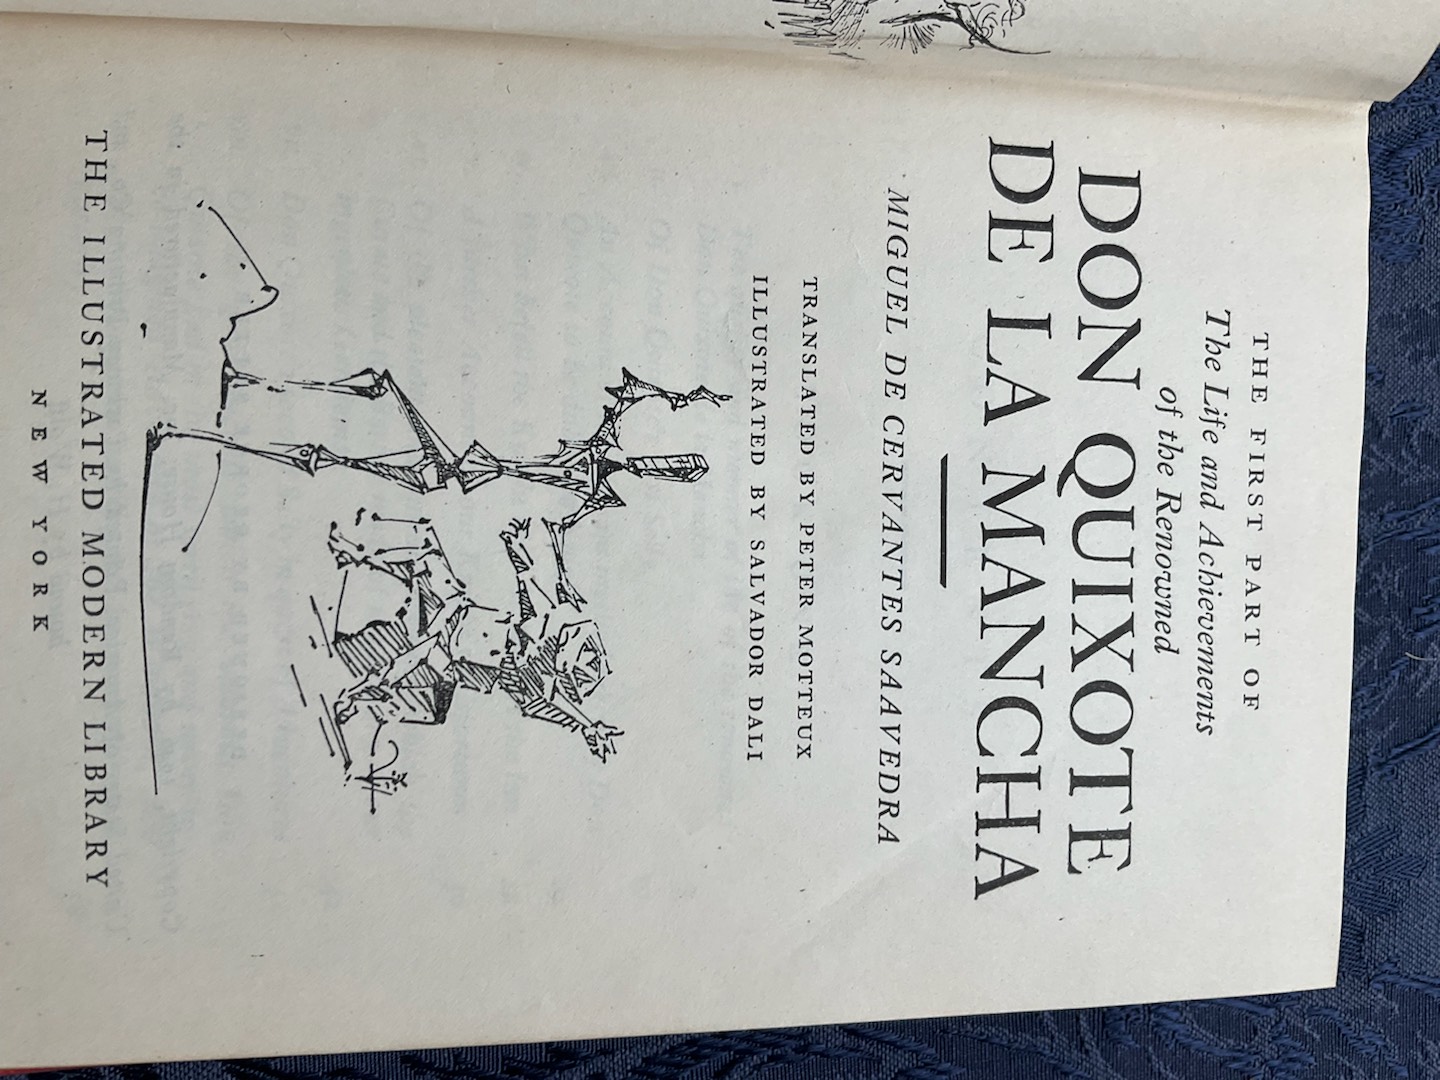 THE FIRST PART OF
The Life and Achievements
of the Renowned
DON QUIXOTE
DE LA MANCHA
MIGUEL DE CERVANTES SAAVEDRA
TRANSLATED BY PETER MOTTEUX
ILLUSTRATED BY SALVADOR DALI
THE ILLUSTRATED MODERN LIBRARY
NEW YORK